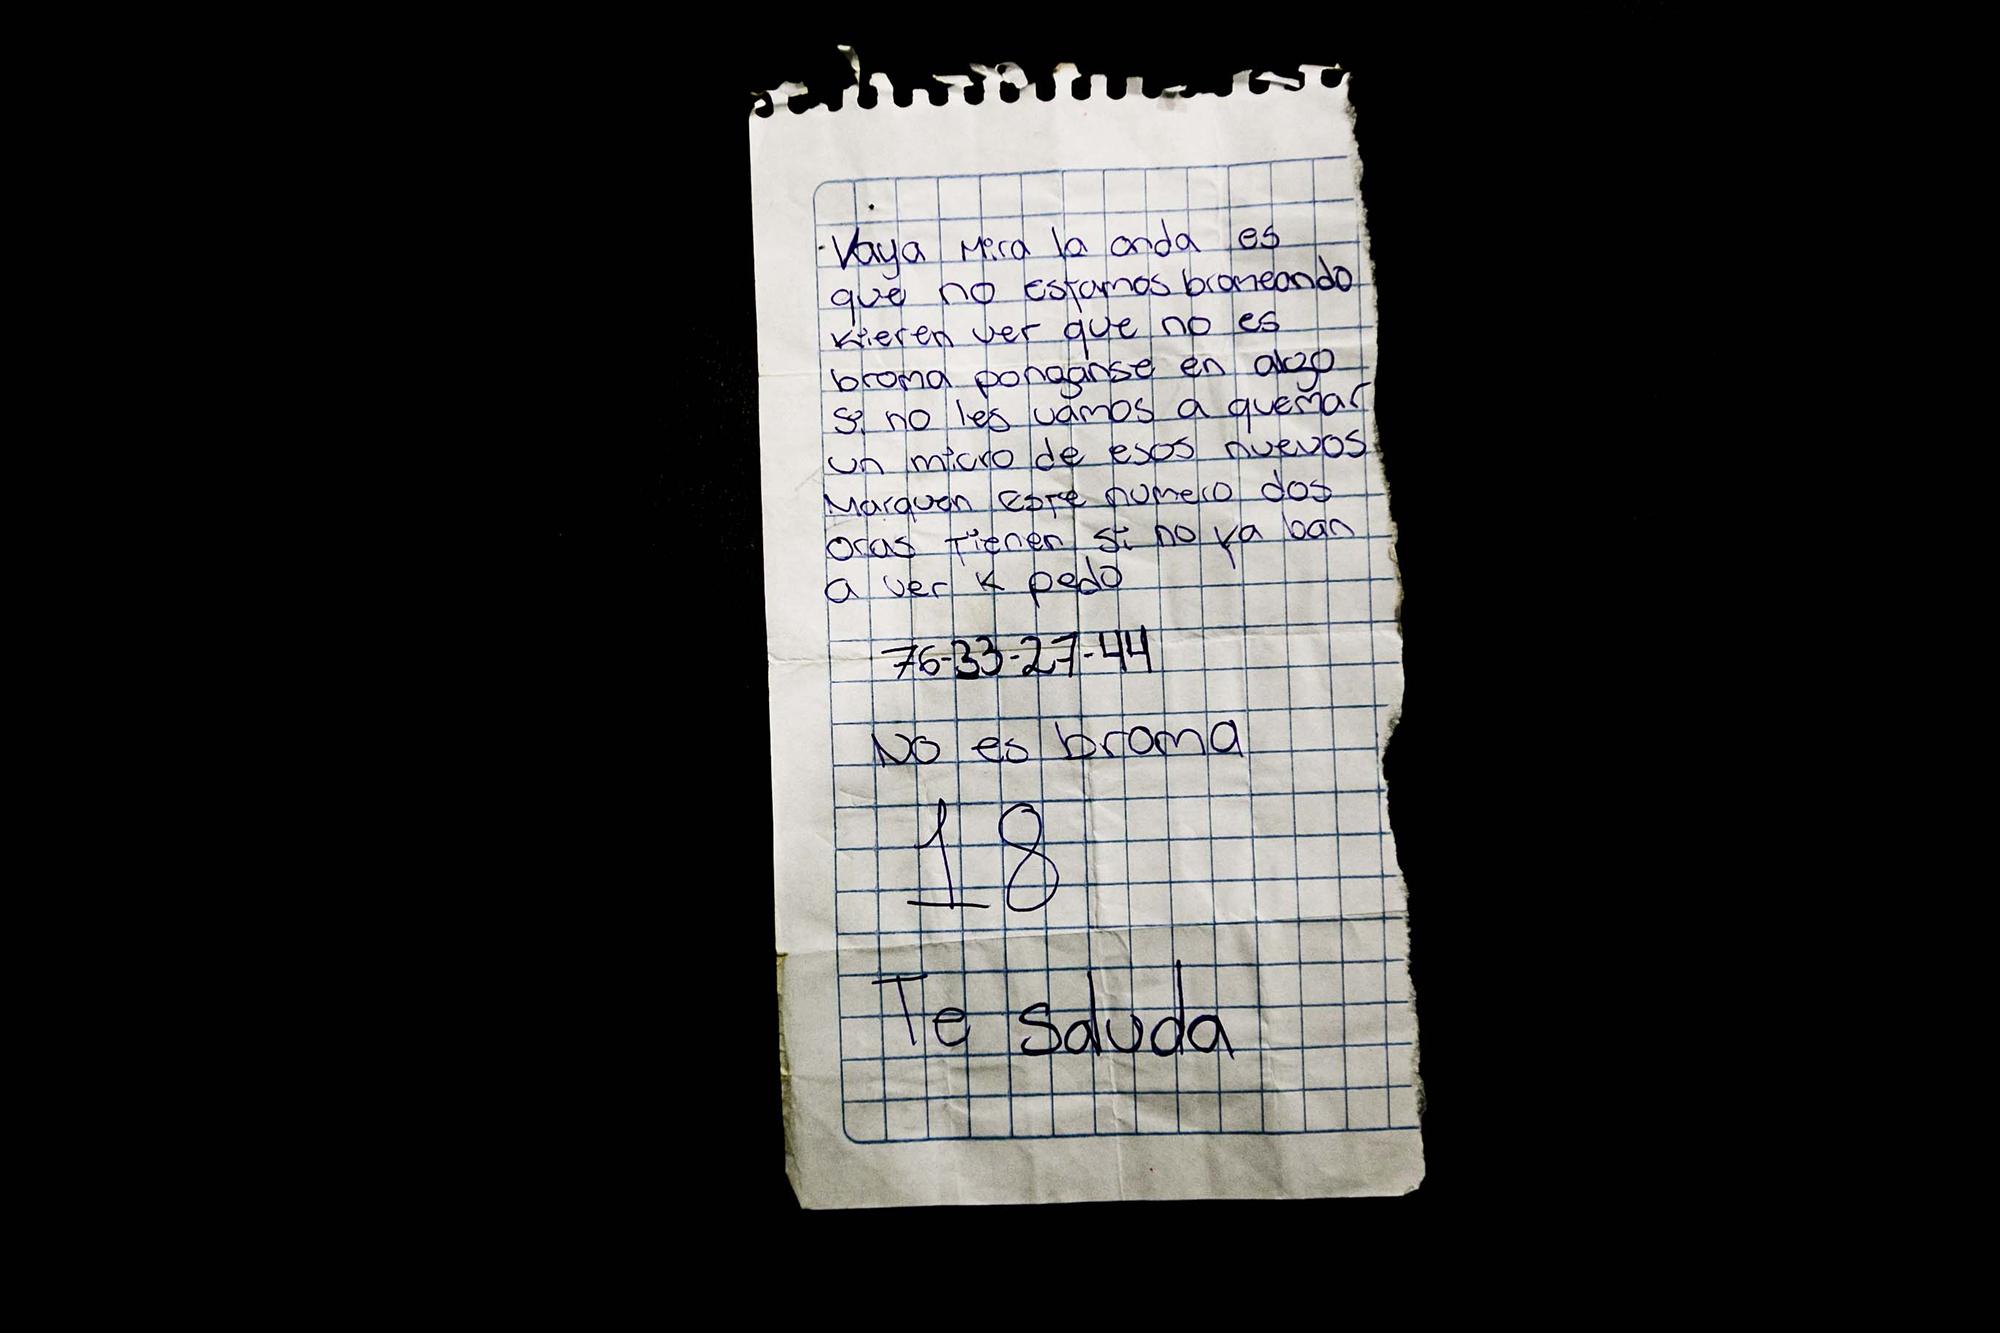 Vaya mira la onda es
que no estamos bromeando
kieren ver que no es
broma ponganse en algo
si no les vamos a quemar
un micro de esos nuevos
Marquen este numero dos
oras tienen si no ya ban
a ver k pedo
76-33-27-44
No es broma
18
Te saluda